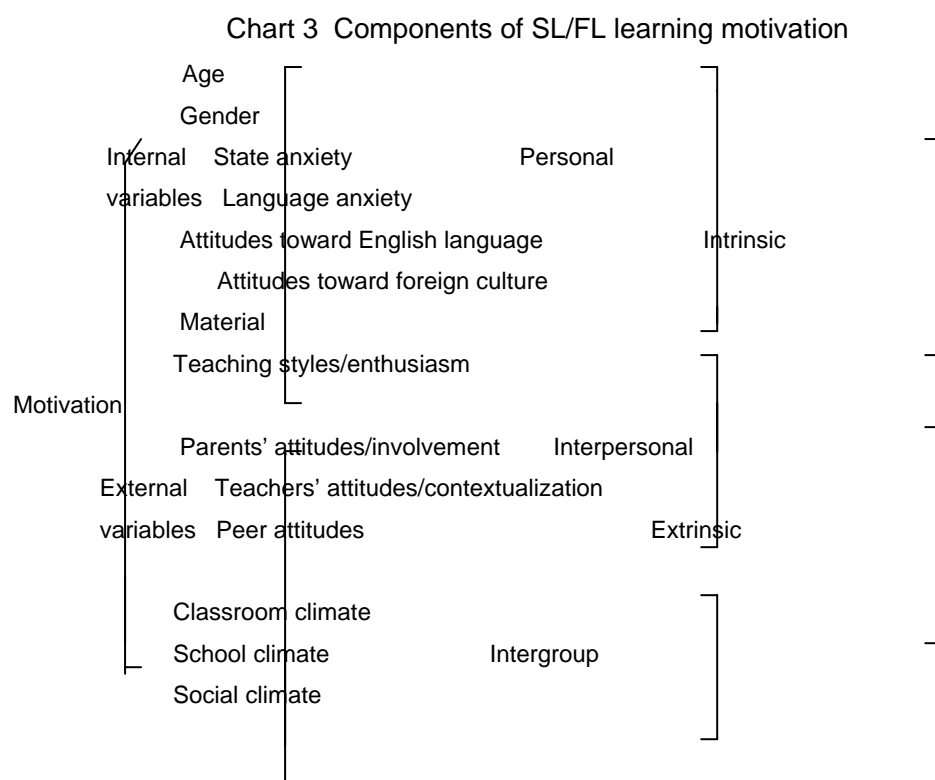 Chart 3 Components of SL/FL learning motivation
Age
Gender
Internal State anxiety Personal
variables Language anxiety
Attitudes toward English language Intrinsic
Attitudes toward foreign culture
Material
Teaching styles/enthusiasm
Motivation
Parents’ attitudes/involvement Interpersonal
External Teachers’ attitudes/contextualization
variables Peer attitudes Extrinsic
Classroom climate
School climate Intergroup
Social climate